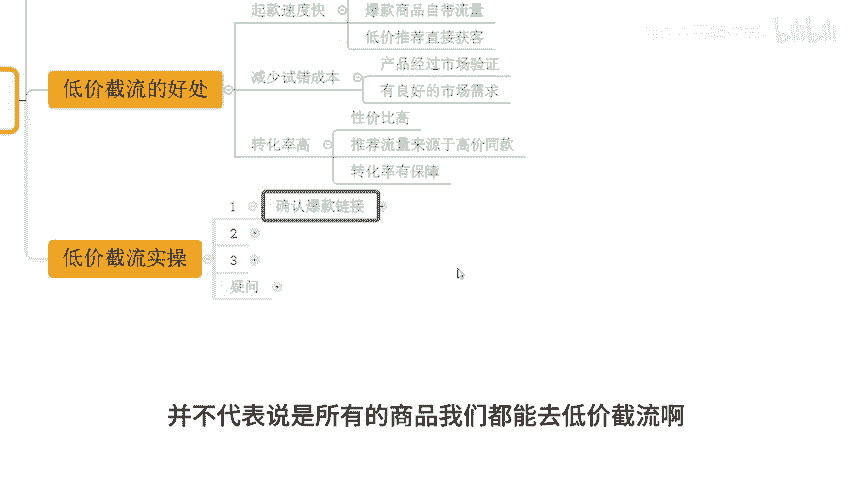 起款速度快
爆款商品自带流量
低价推荐直接获客
低价截流的好处
减少试错成本
产品经过市场验证
有良好的市场需求
转化率高
性价比高
推荐流量来源于高价同款
转化率有保障
低价截流实操
1 确认爆款链接
2
3
疑问
并不代表说是所有的商品我们都能去低价截流啊
bilibili